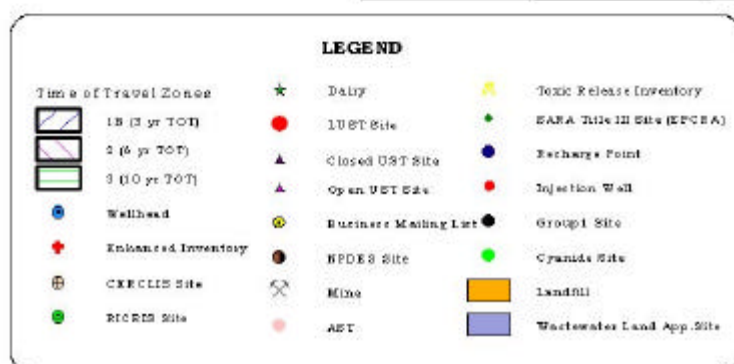 LEGEND
Time of Travel Zones
1B (3 yr TOT)
2 (6 yr TOT)
3 (10 yr TOT)
Wellhead
Enhanced Inventory
CERCLIS Site
RICRIS Site
Dairy
LUST Site
Closed UST Site
Open UST Site
Business Mailing List
NPDES Site
Mine
AST
Toxic Release Inventory
SARA Title III Site (EPCRA)
Recharge Point
Injection Well
Group1 Site
Cyanide Site
Landfill
Wastewater Land App. Site